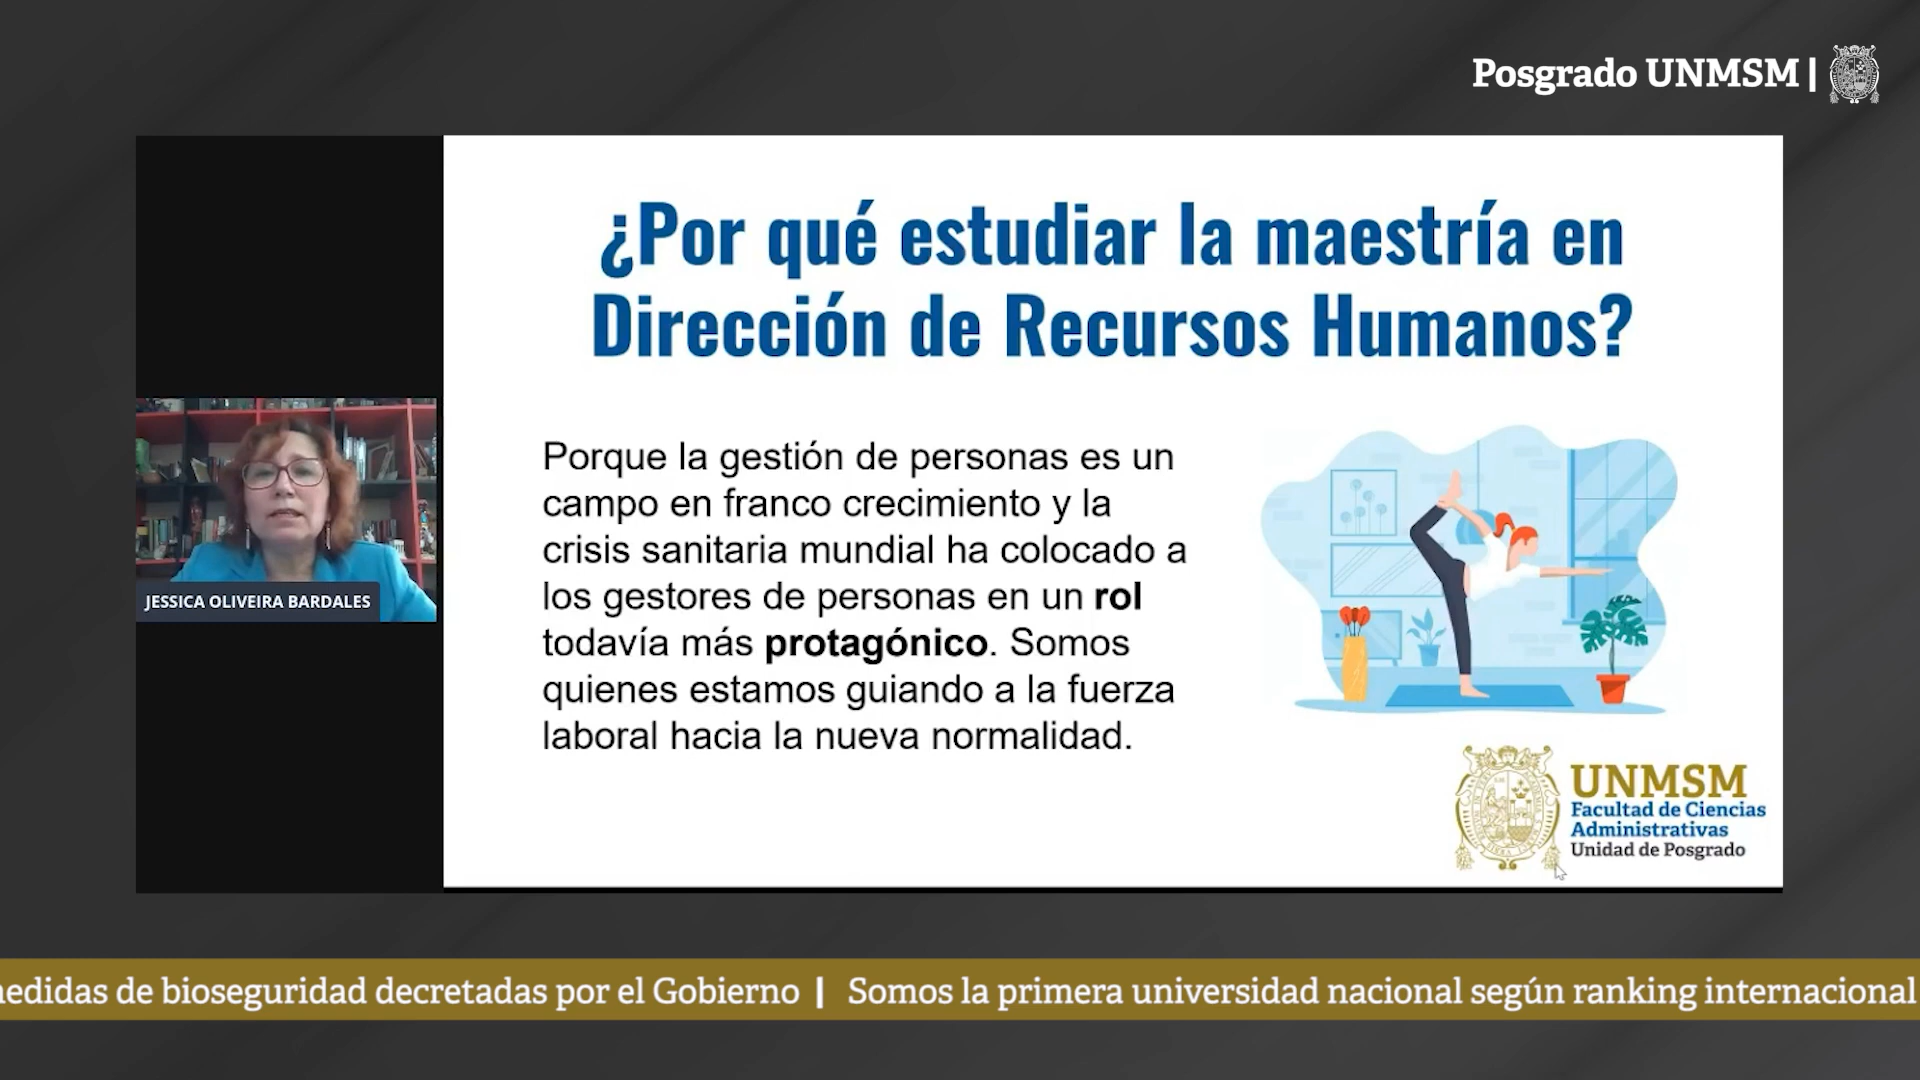 Posgrado UNMSM |
¿Por qué estudiar la maestría en
Dirección de Recursos Humanos?
Porque la gestión de personas es un
campo en franco crecimiento y la
crisis sanitaria mundial ha colocado a
los gestores de personas en un rol
todavía más protagónico. Somos
quienes estamos guiando a la fuerza
laboral hacia la nueva normalidad.
JESSICA OLIVEIRA BARDALES
UNMSM
Facultad de Ciencias
Administrativas
Unidad de Posgrado
de bioseguridad decretadas por el Gobierno | Somos la primera universidad nacional según ranking internacional